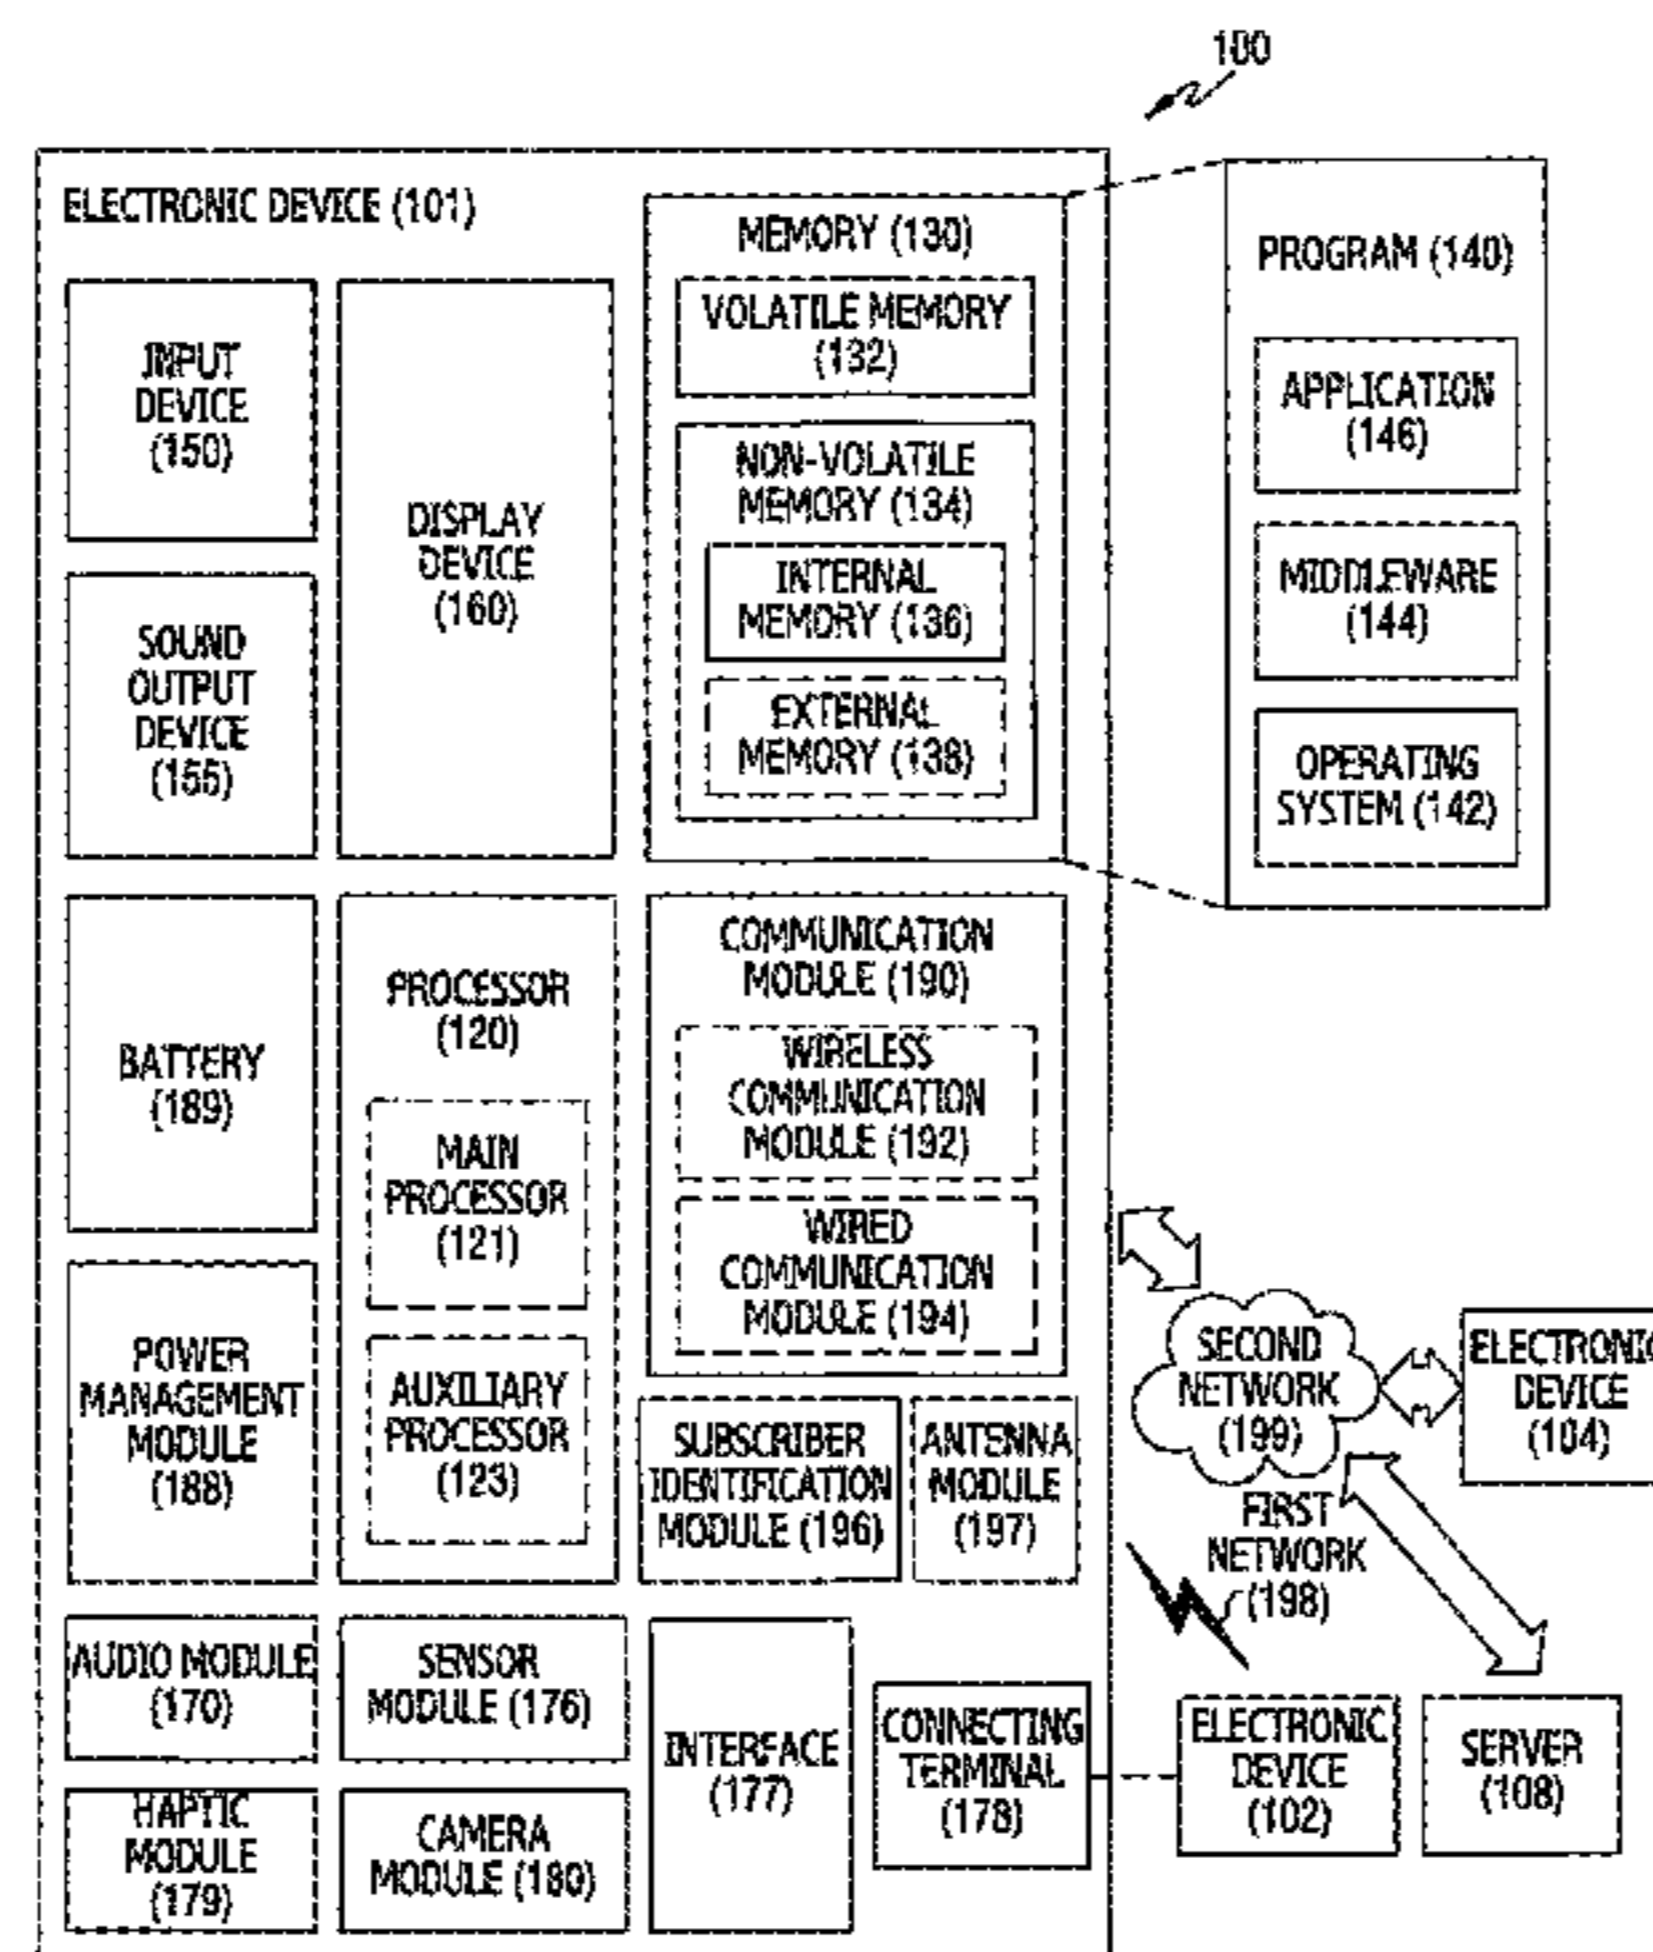 100
ELECTRONIC DEVICE (101)
INPUT
DEVICE
(150)
SOUND
OUTPUT
DEVICE
(155)
DISPLAY
DEVICE
(160)
MEMORY (130)
VOLATILE MEMORY
(132)
NON-VOLATILE
MEMORY (134)
INTERNAL
MEMORY (136)
EXTERNAL
MEMORY (138)
PROGRAM (140)
APPLICATION
(146)
MIDDLEWARE
(144)
OPERATING
SYSTEM (142)
BATTERY
(189)
POWER
MANAGEMENT
MODULE
(188)
PROCESSOR
(120)
MAIN
PROCESSOR
(121)
AUXILIARY
PROCESSOR
(123)
COMMUNICATION
MODULE (190)
WIRELESS
COMMUNICATION
MODULE (192)
WIRED
COMMUNICATION
MODULE (194)
SUBSCRIBER
IDENTIFICATION
MODULE (196)
ANTENNA
MODULE
(197)
SECOND
NETWORK
(199)
ELECTRONIC
DEVICE
(104)
FIRST
NETWORK
(198)
AUDIO MODULE
(170)
SENSOR
MODULE (176)
INTERFACE
(177)
CONNECTING
TERMINAL
(178)
ELECTRONIC
DEVICE
(102)
SERVER
(108)
HAPTIC
MODULE
(179)
CAMERA
MODULE (180)